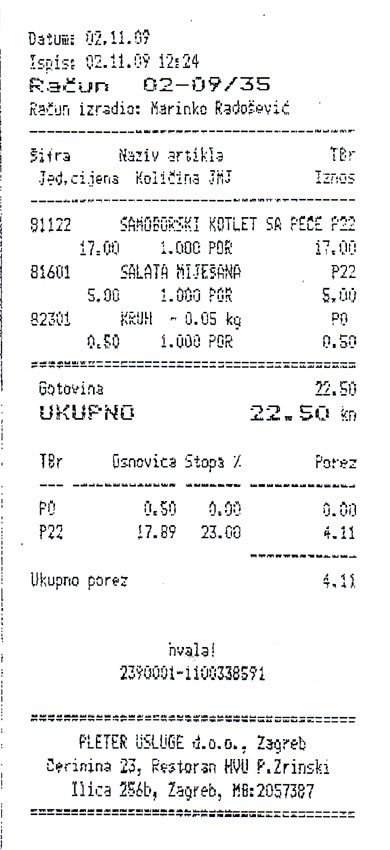 Datum: 02.11.09
Ispis: 02.11.09 12:24
Račun 02-09/35
Račun izradio: Marinko Radošević
Šifra Naziv artikla TBr
Jed.cijena Količina JMJ Iznos
81122 SAMOBORSKI KOTLET SA PEČE P22
17.00 1.000 POR 17.00
81601 SALATA MIJEŠANA P22
5.00 1.000 POR 5.00
82301 KRUH ~ 0.05 kg P0
0.50 1.000 POR 0.50
Gotovina 22.50
UKUPNO 22.50 kn
TBr Osnovica Stopa % Porez
P0 0.50 0.00 0.00
P22 17.89 23.00 4.11
Ukupno porez 4.11
hvala!
2390001-1100338591
PLETER USLUGE d.o.o., Zagreb
Čerinina 23, Restoran HVU P.Zrinski
Ilica 256b, Zagreb, MB:2057387